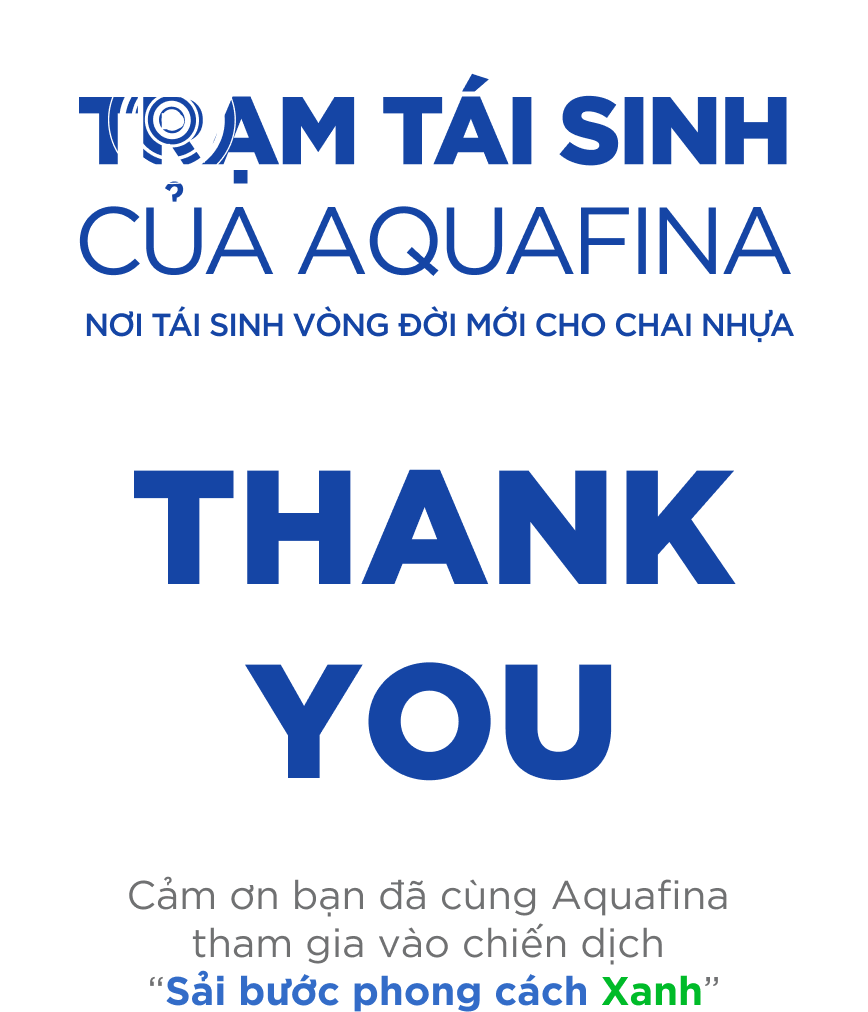 TRẠM TÁI SINH
CỦA AQUAFINA
NƠI TÁI SINH VÒNG ĐỜI MỚI CHO CHAI NHỰA
THANK
YOU
Cảm ơn bạn đã cùng Aquafina
tham gia vào chiến dịch
“Sải bước phong cách Xanh”